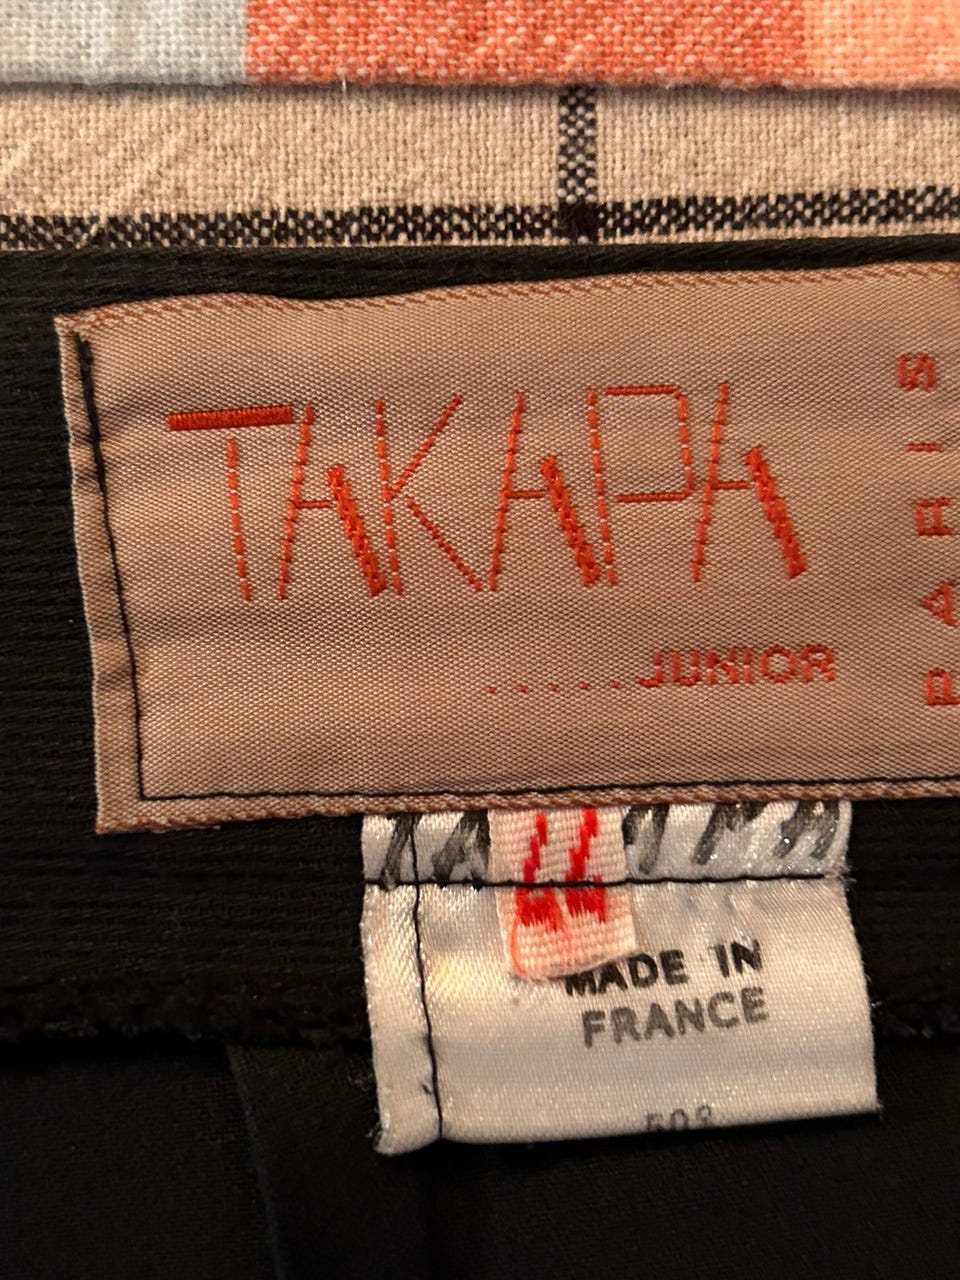 TAKAPA
.....JUNIOR
PARIS
44
MADE IN
FRANCE